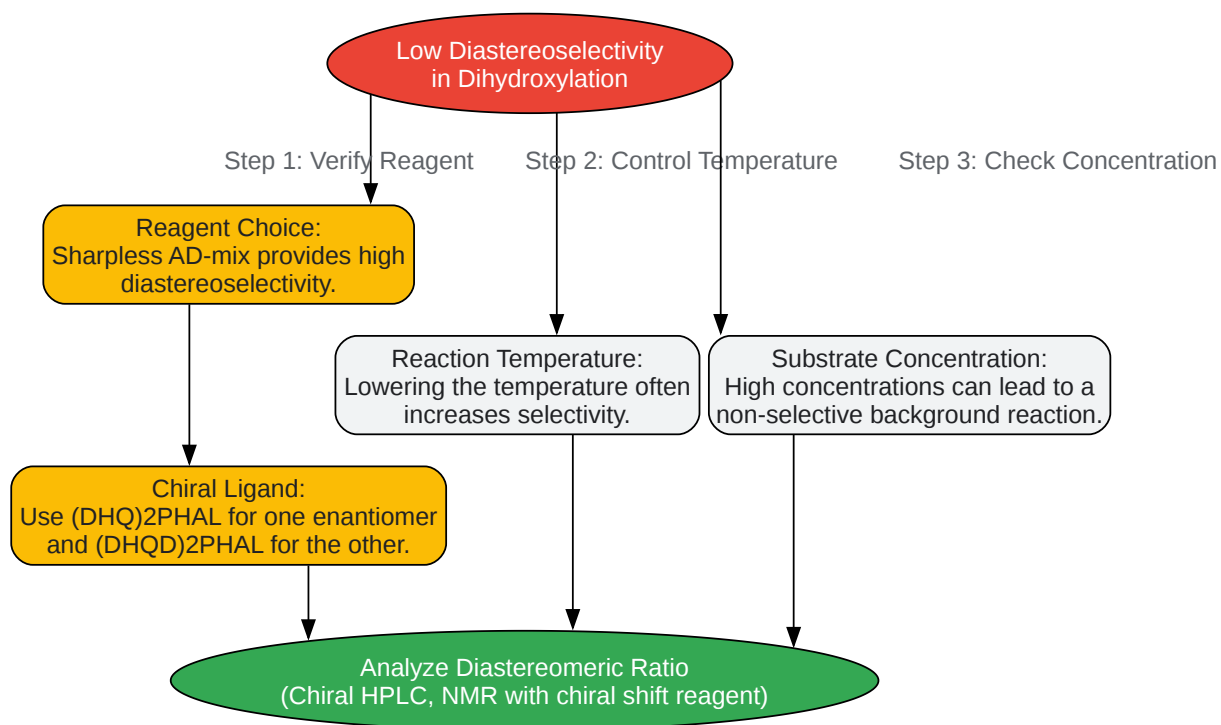 Low Diastereoselectivity
in Dihydroxylation
Step 1: Verify Reagent
Step 2: Control Temperature
Step 3: Check Concentration
Reagent Choice:
Sharpless AD-mix provides high
diastereoselectivity.
Reaction Temperature:
Lowering the temperature often
increases selectivity.
Substrate Concentration:
High concentrations can lead to a
non-selective background reaction.
Chiral Ligand:
Use (DHQ)2PHAL for one enantiomer
and (DHQD)2PHAL for the other.
Analyze Diastereomeric Ratio
(Chiral HPLC, NMR with chiral shift reagent)